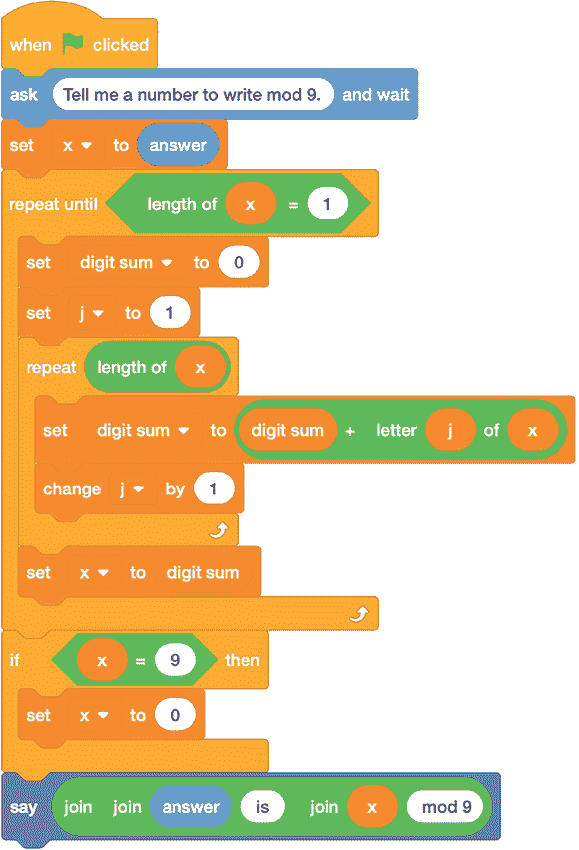 when clicked
ask Tell me a number to write mod 9. and wait
set x to answer
repeat until length of x = 1
set digit sum to 0
set j to 1
repeat length of x
set digit sum to digit sum + letter j of x
change j by 1
set x to digit sum
if x = 9 then
set x to 0
say join join answer is join x mod 9